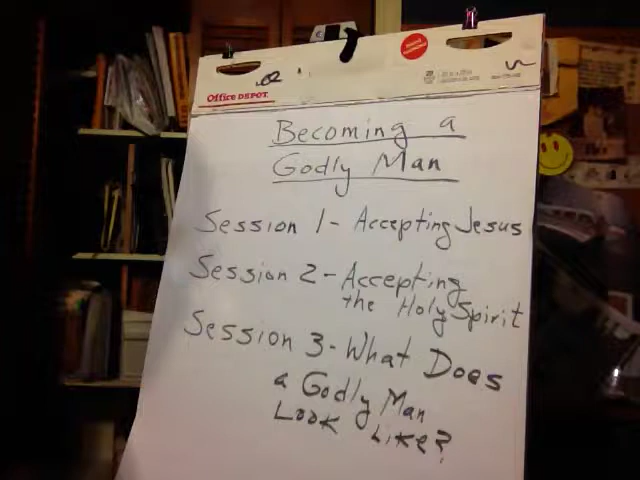 Office DEPOT
Becoming a
Godly Man
Session 1- Accepting Jesus
Session 2- Accepting
the Holy Spirit
Session 3- What Does
a Godly Man
Look Like?